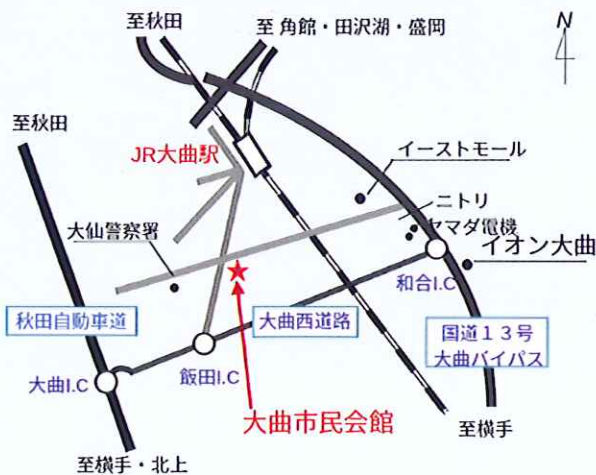 至秋田
至 角館・田沢湖・盛岡
N
至秋田
JR大曲駅
イーストモール
ニトリ
ヤマダ電機
大仙警察署
イオン大曲
和合I.C
秋田自動車道
大曲西道路
国道１３号
大曲バイパス
飯田I.C
大曲I.C
大曲市民会館
至横手
至横手・北上